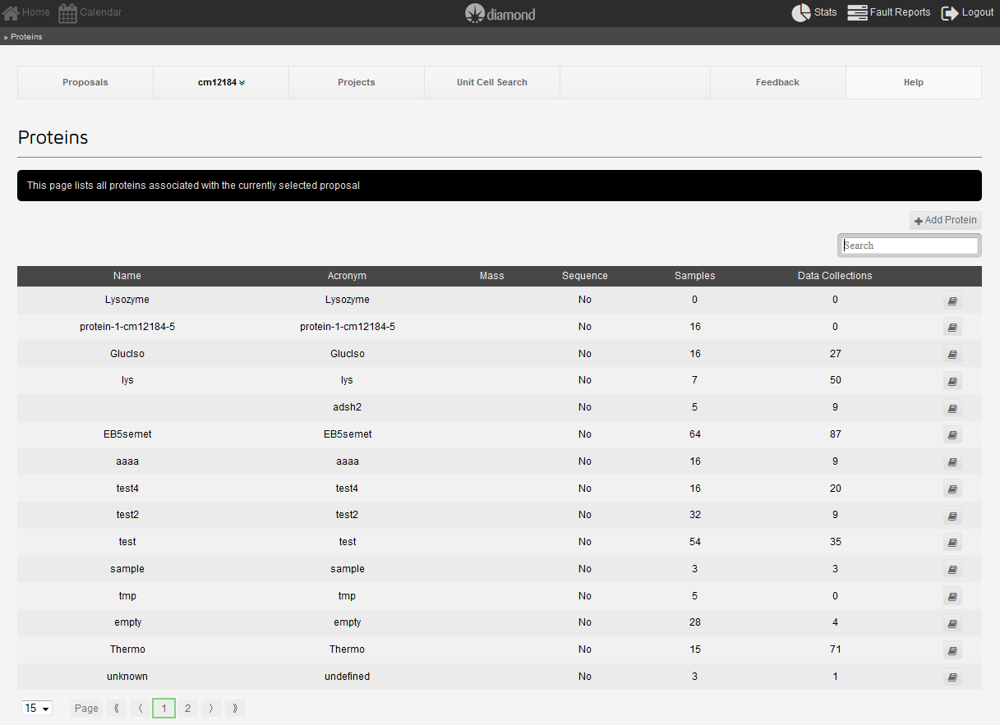 Home Calendar diamond Stats Fault Reports Logout
» Proteins
Proposals cm12184 Projects Unit Cell Search Feedback Help
Proteins
This page lists all proteins associated with the currently selected proposal
Add Protein
Search
Name Acronym Mass Sequence Samples Data Collections
Lysozyme Lysozyme No 0 0
protein-1-cm12184-5 protein-1-cm12184-5 No 16 0
GlucIso GlucIso No 16 27
lys lys No 7 50
adsh2 No 5 9
EB5semet EB5semet No 64 87
aaaa aaaa No 16 9
test4 test4 No 16 20
test2 test2 No 32 9
test test No 54 35
sample sample No 3 3
tmp tmp No 5 0
empty empty No 28 4
Thermo Thermo No 15 71
unknown undefined No 3 1
15 Page ⟪ ⟨ 1 2 ⟩ ⟫